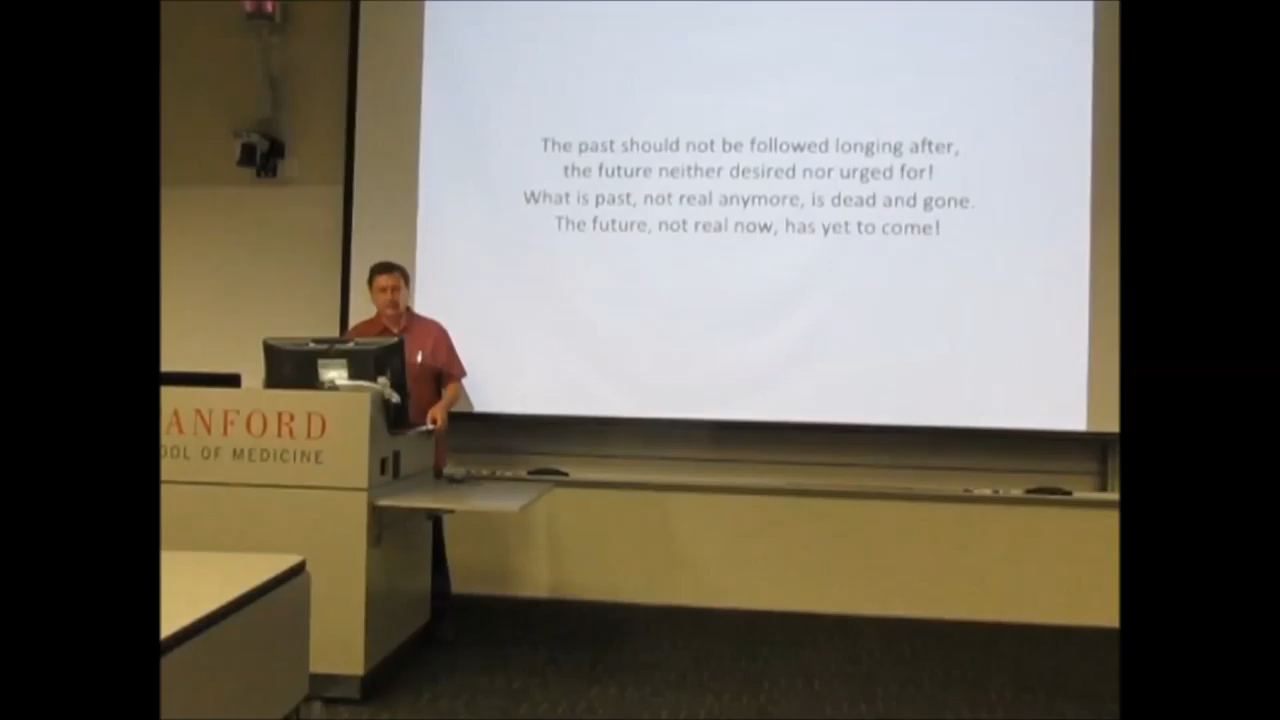 The past should not be followed longing after,
the future neither desired nor urged for!
What is past, not real anymore, is dead and gone.
The future, not real now, has yet to come!
ANFORD
OOL OF MEDICINE